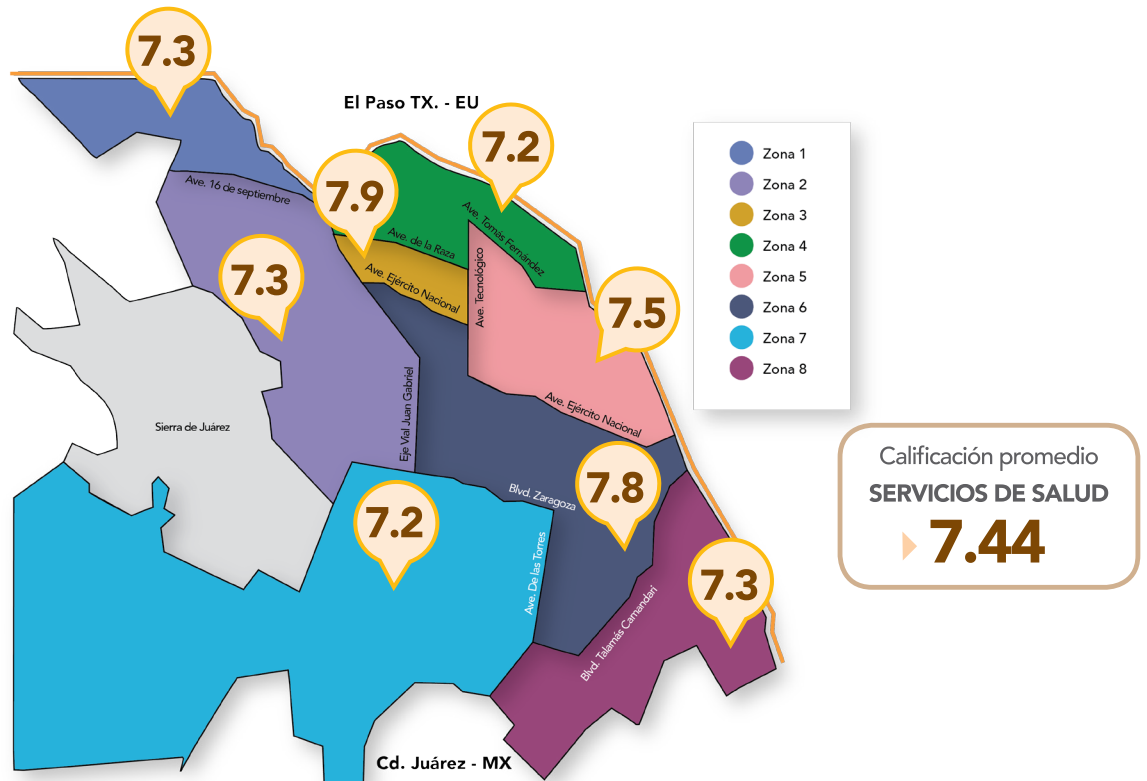 7.3
El Paso TX. - EU
7.2
7.9
Ave. 16 de septiembre
Ave. Tomás Fernández
Ave. de la Raza
7.3
Ave. Ejército Nacional
Ave. Tecnológico
7.5
Zona 1
Zona 2
Zona 3
Zona 4
Zona 5
Zona 6
Zona 7
Zona 8
Eje Vial Juan Gabriel
Ave. Ejército Nacional
Sierra de Juárez
Calificación promedio
SERVICIOS DE SALUD
7.44
7.8
Blvd. Zaragoza
7.2
Ave. De las Torres
7.3
Blvd. Talamás Camandari
Cd. Juárez - MX